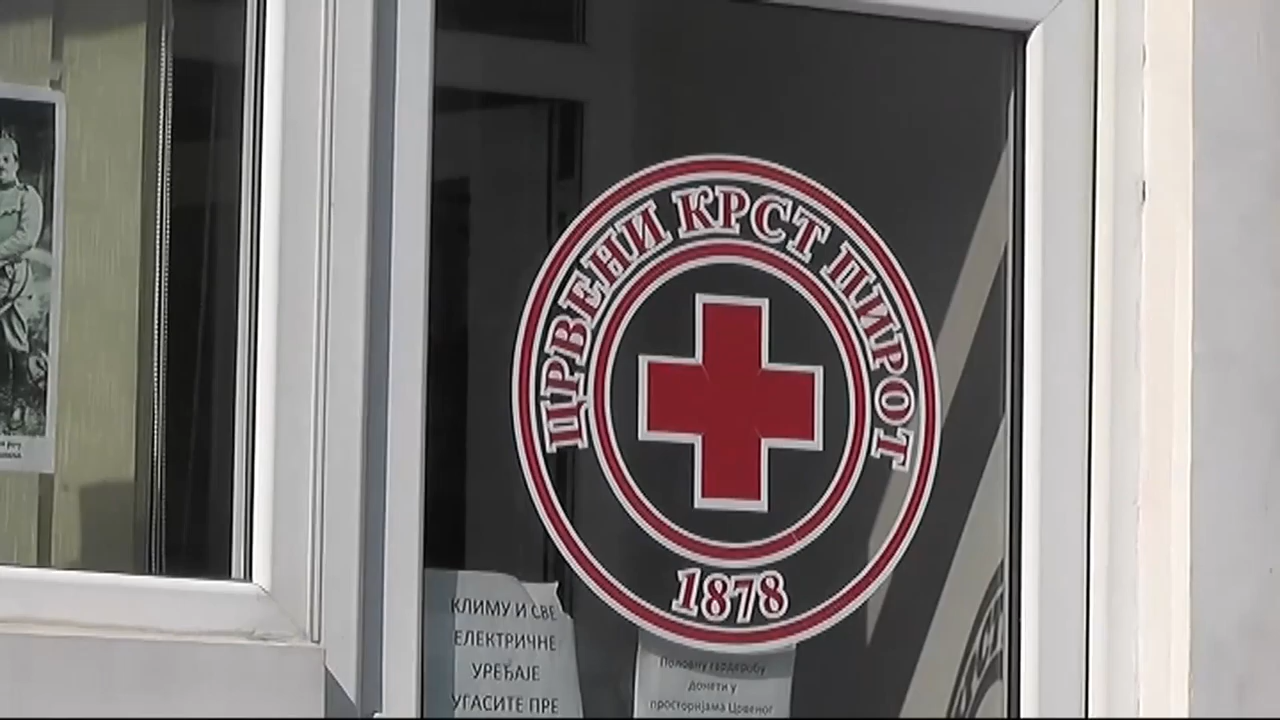 ЦРВЕНИ КРСТ ПИРОТ
1878
КЛИМУ И СВЕ
ЕЛЕКТРИЧНЕ
УРЕЂАЈЕ
УГАСИТЕ ПРЕ
Половну гардеробу
донети у
просторијама Црвеног